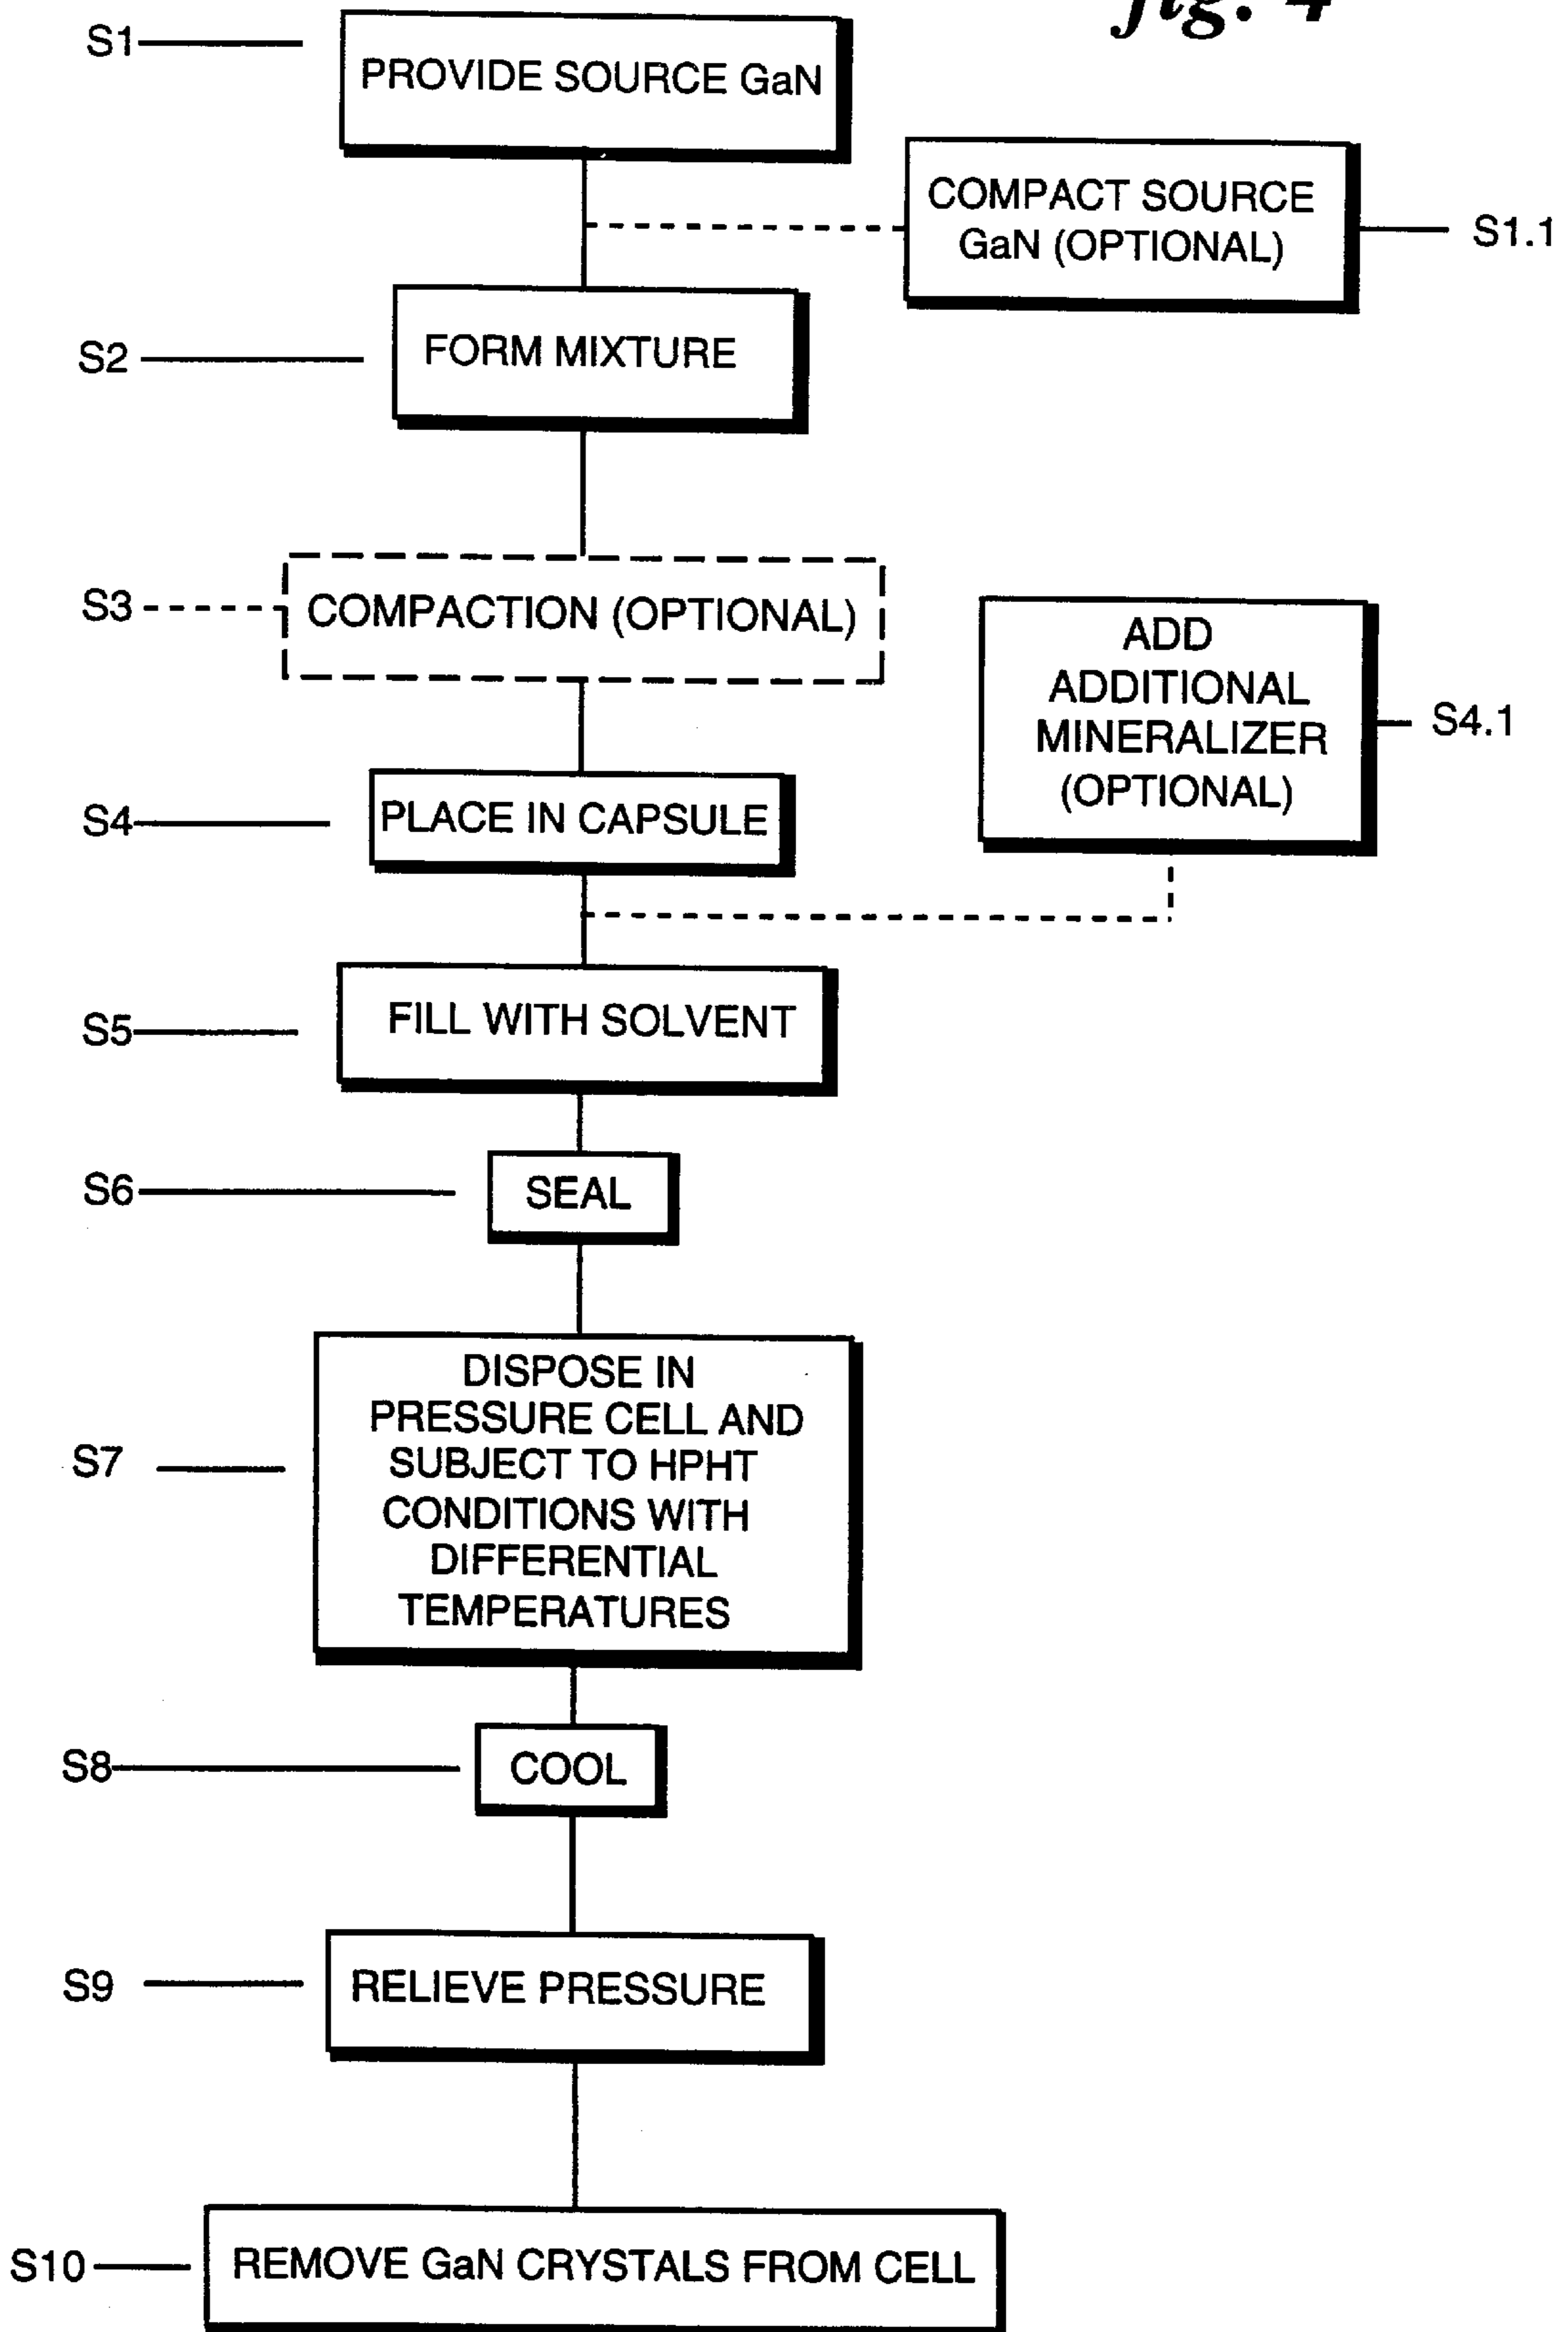 fig. 4
S1
PROVIDE SOURCE GaN
COMPACT SOURCE
GaN (OPTIONAL)
S1.1
S2
FORM MIXTURE
S3
COMPACTION (OPTIONAL)
ADD
ADDITIONAL
MINERALIZER
(OPTIONAL)
S4.1
S4
PLACE IN CAPSULE
S5
FILL WITH SOLVENT
S6
SEAL
S7
DISPOSE IN
PRESSURE CELL AND
SUBJECT TO HPHT
CONDITIONS WITH
DIFFERENTIAL
TEMPERATURES
S8
COOL
S9
RELIEVE PRESSURE
S10
REMOVE GaN CRYSTALS FROM CELL